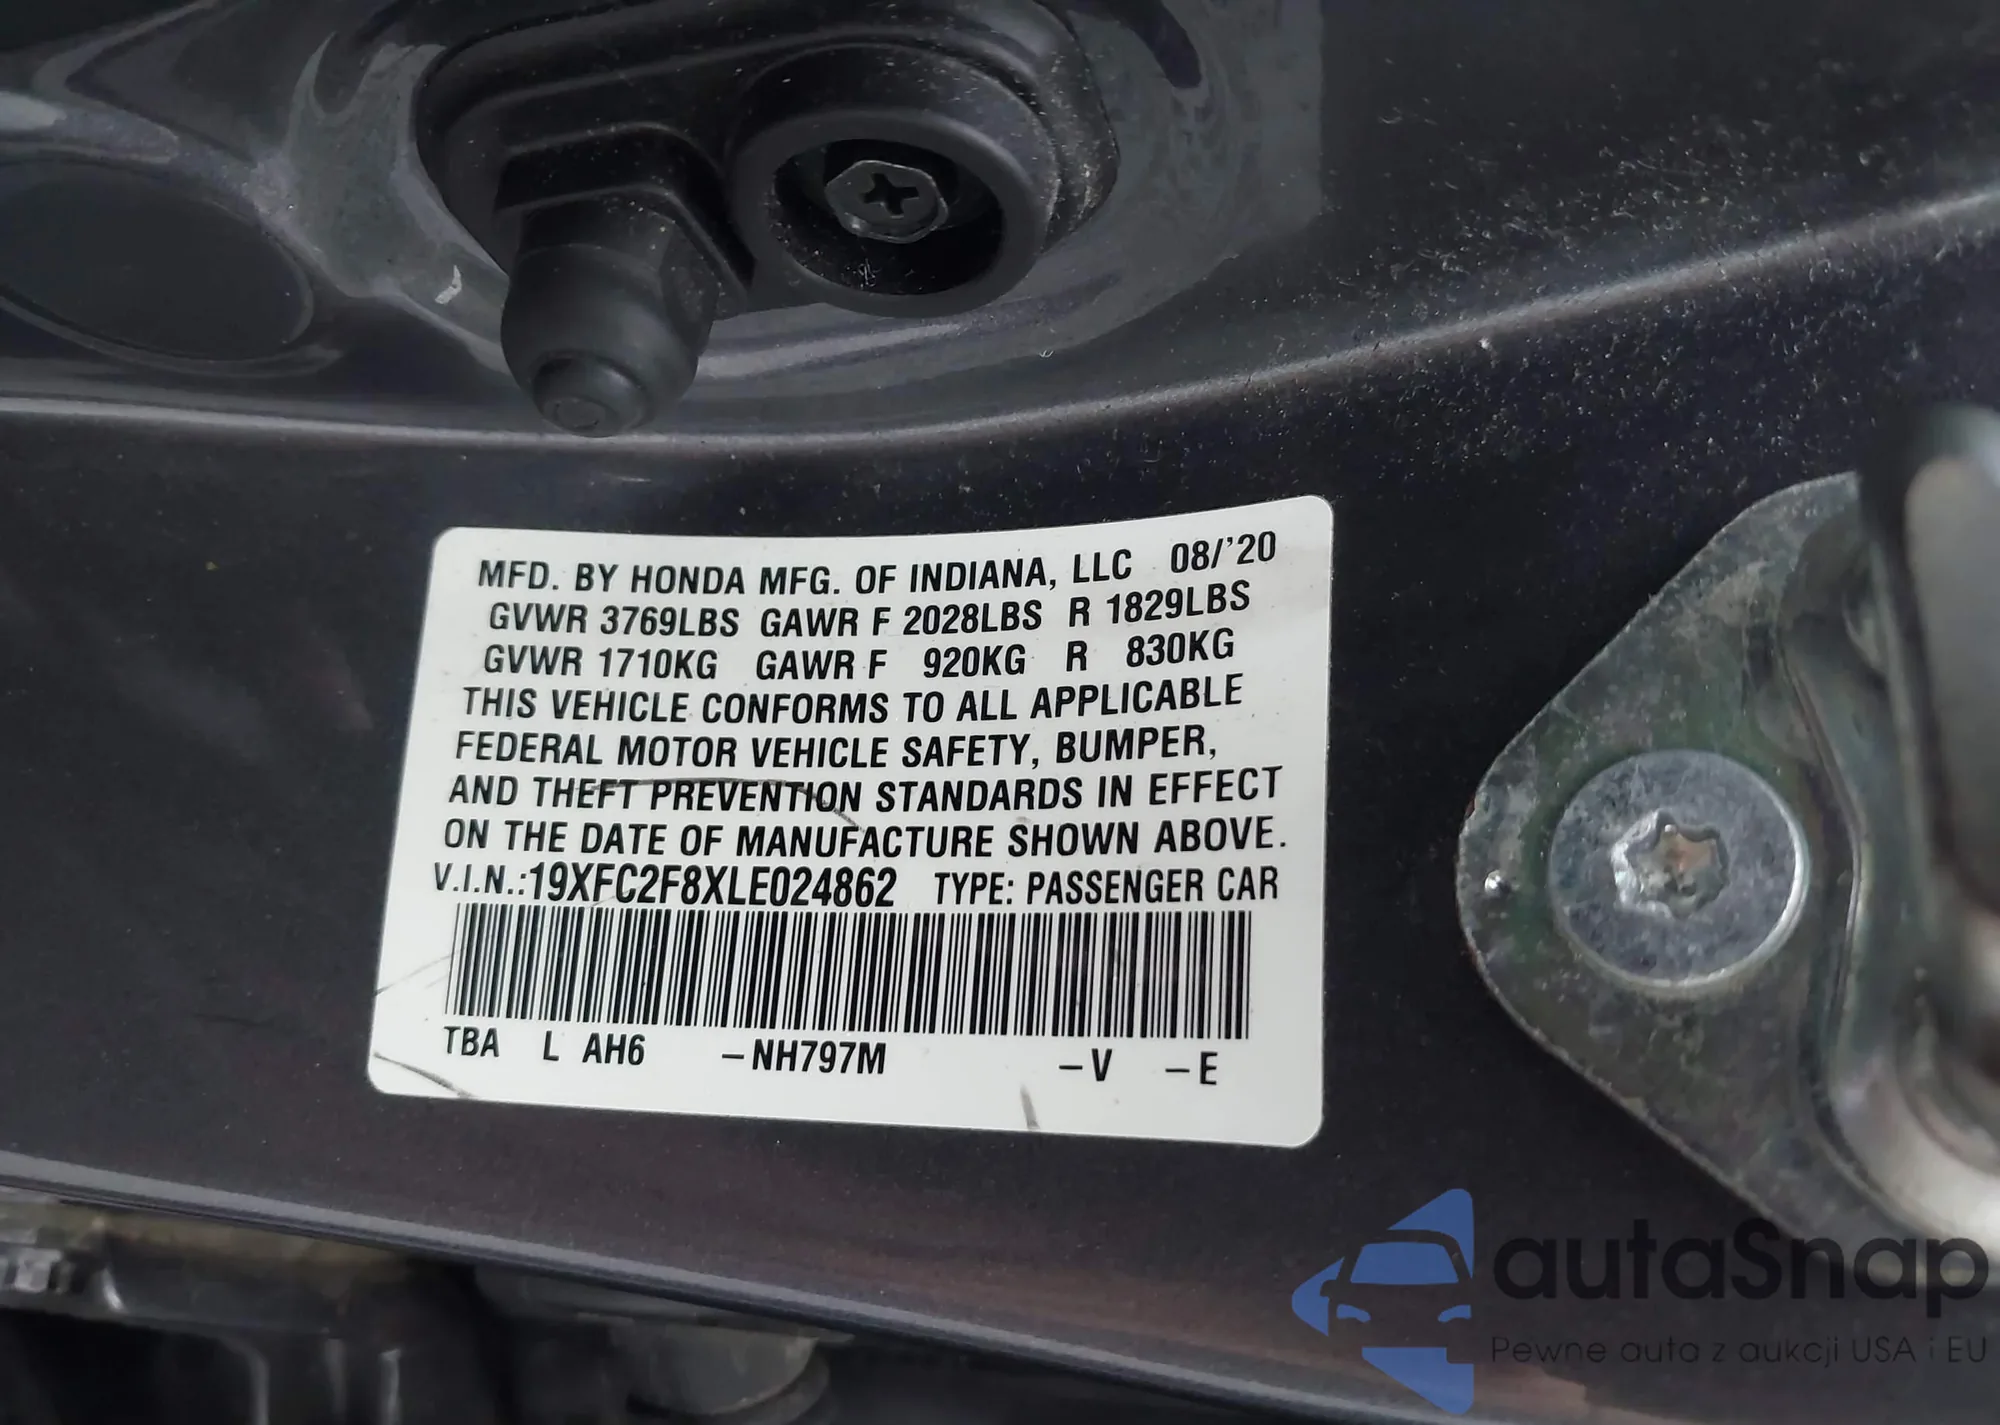 MFD. BY HONDA MFG. OF INDIANA, LLC 08/'20
GVWR 3769LBS GAWR F 2028LBS R 1829LBS
GVWR 1710KG GAWR F 920KG R 830KG
THIS VEHICLE CONFORMS TO ALL APPLICABLE
FEDERAL MOTOR VEHICLE SAFETY, BUMPER,
AND THEFT PREVENTION STANDARDS IN EFFECT
ON THE DATE OF MANUFACTURE SHOWN ABOVE.
V.I.N.:19XFC2F8XLE024862 TYPE: PASSENGER CAR
TBA L AH6 –NH797M –V –E
autaSnap
Pewne auta z aukcji USA i EU